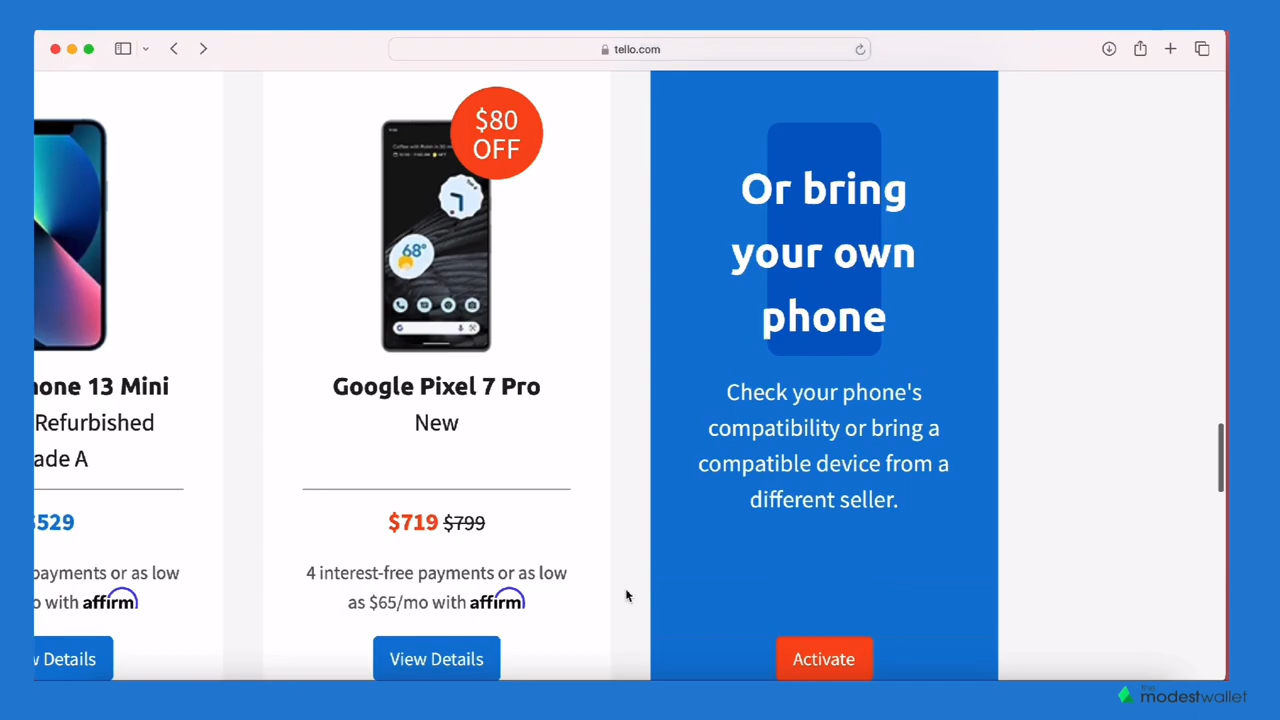 tello.com
hone 13 Mini
Refurbished
ade A
$529
payments or as low
o with affirm
w Details
$80
OFF
68°
Google Pixel 7 Pro
New
$719 $799
4 interest-free payments or as low
as $65/mo with affirm
View Details
Or bring
your own
phone
Check your phone's
compatibility or bring a
compatible device from a
different seller.
Activate
the
modestwallet